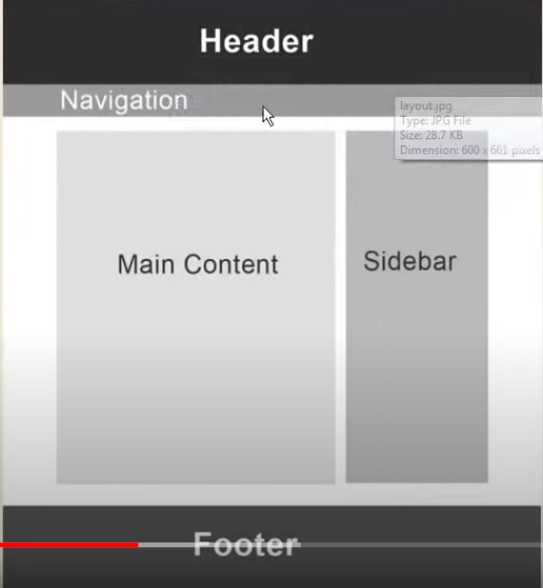 Header
Navigation
layout.jpg
Type: JPG File
Size: 28.7 KB
Dimension: 600 x 661 pixels
Main Content
Sidebar
Footer